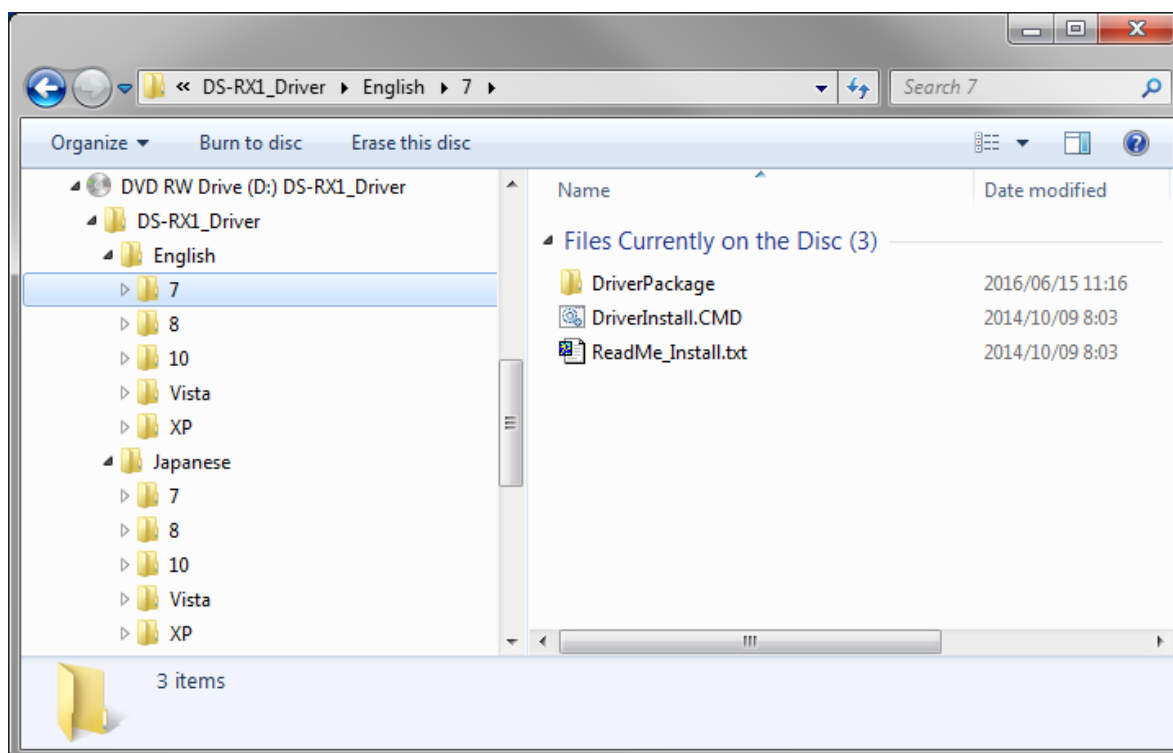 « DS-RX1_Driver ▸ English ▸ 7 ▸
Search 7
Organize ▾ Burn to disc Erase this disc
DVD RW Drive (D:) DS-RX1_Driver
DS-RX1_Driver
English
7
8
10
Vista
XP
Japanese
7
8
10
Vista
XP
Name Date modified
Files Currently on the Disc (3)
DriverPackage 2016/06/15 11:16
DriverInstall.CMD 2014/10/09 8:03
ReadMe_Install.txt 2014/10/09 8:03
3 items